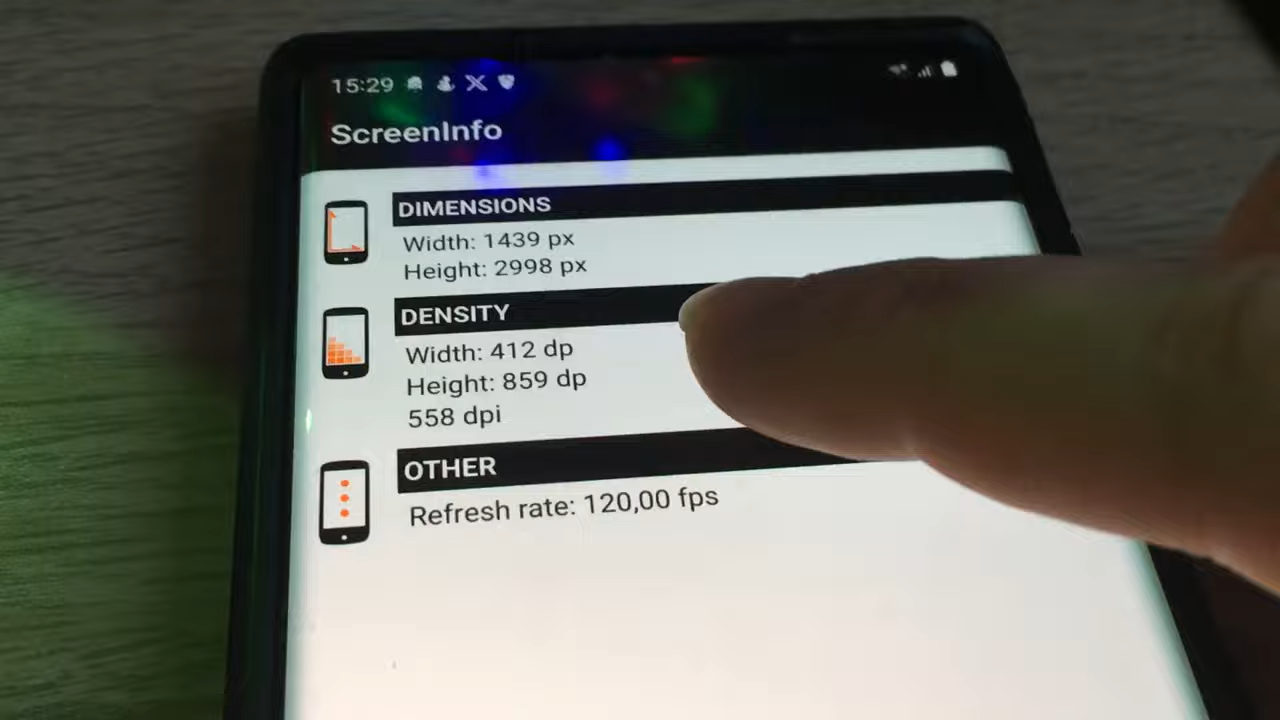 15:29
ScreenInfo
DIMENSIONS
Width: 1439 px
Height: 2998 px
DENSITY
Width: 412 dp
Height: 859 dp
558 dpi
OTHER
Refresh rate: 120,00 fps